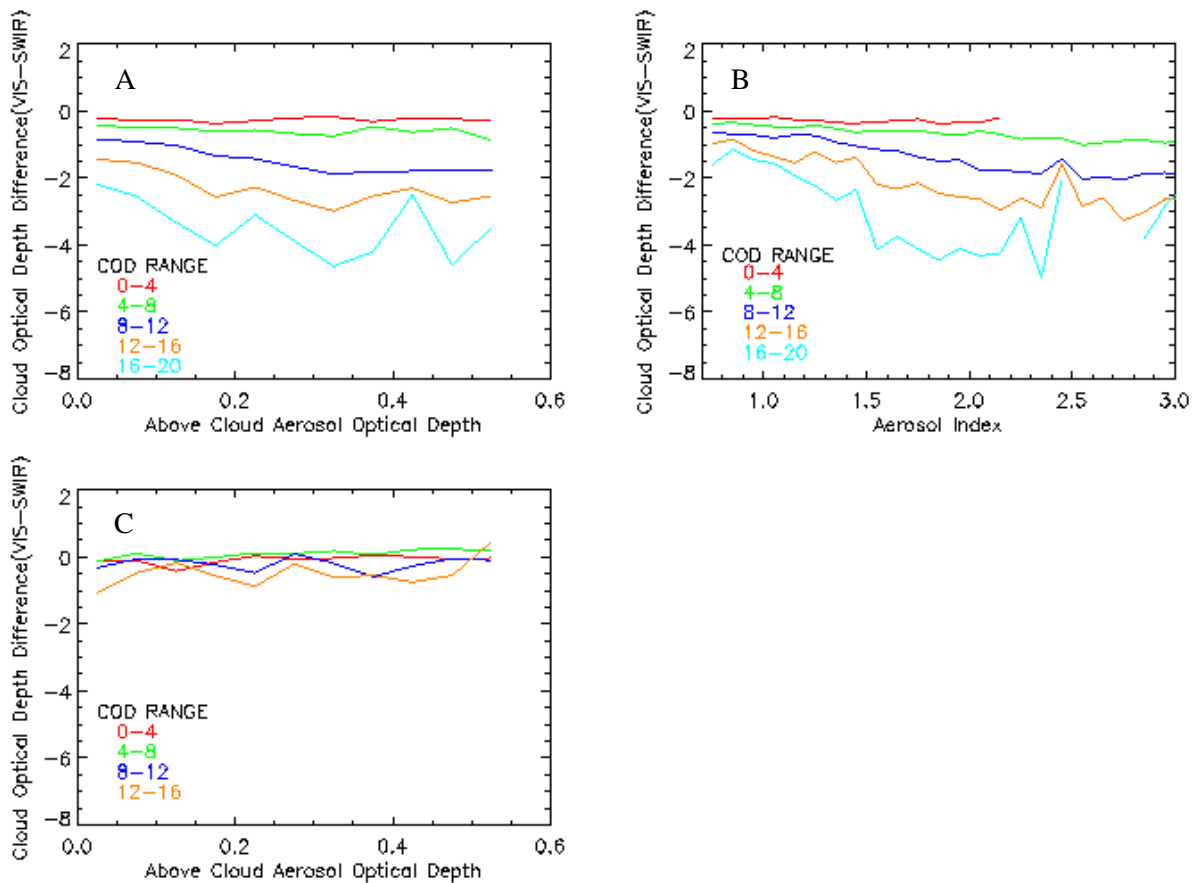 A
Cloud Optical Depth Difference(VIS-SWIR)
2
0
-2
-4
-6
-8
COD RANGE
0-4
4-8
8-12
12-16
16-20
0.0 0.2 0.4 0.6
Above Cloud Aerosol Optical Depth
B
Cloud Optical Depth Difference(VIS-SWIR)
2
0
-2
-4
-6
-8
COD RANGE
0-4
4-8
8-12
12-16
16-20
1.0 1.5 2.0 2.5 3.0
Aerosol Index
C
Cloud Optical Depth Difference(VIS-SWIR)
2
0
-2
-4
-6
-8
COD RANGE
0-4
4-8
8-12
12-16
0.0 0.2 0.4 0.6
Above Cloud Aerosol Optical Depth